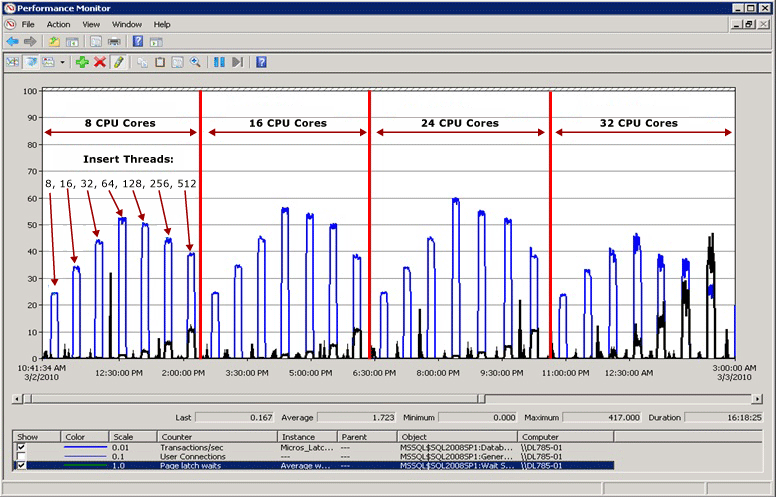 Performance Monitor
File Action View Window Help
100
90
80
70
60
50
40
30
20
10
0
8 CPU Cores
16 CPU Cores
24 CPU Cores
32 CPU Cores
Insert Threads:
8, 16, 32, 64, 128, 256, 512
10:41:34 AM 12:30:00 PM 2:00:00 PM 3:30:00 PM 5:00:00 PM 6:30:00 PM 8:00:00 PM 9:30:00 PM 11:00:00 PM 12:30:00 AM 3:00:00 AM
3/2/2010 3/3/2010
Last 0.167 Average 1.723 Minimum 0.000 Maximum 417.000 Duration 16:18:25
Show Color Scale Counter Instance Parent Object Computer
0.01 Transactions/sec Micros_Latc... --- MSSQL$SQL2008SP1:Datab... \\DL785-01
0.1 User Connections --- --- MSSQL$SQL2008SP1:Gener... \\DL785-01
1.0 Page latch waits Average w... --- MSSQL$SQL2008SP1:Wait S... \\DL785-01